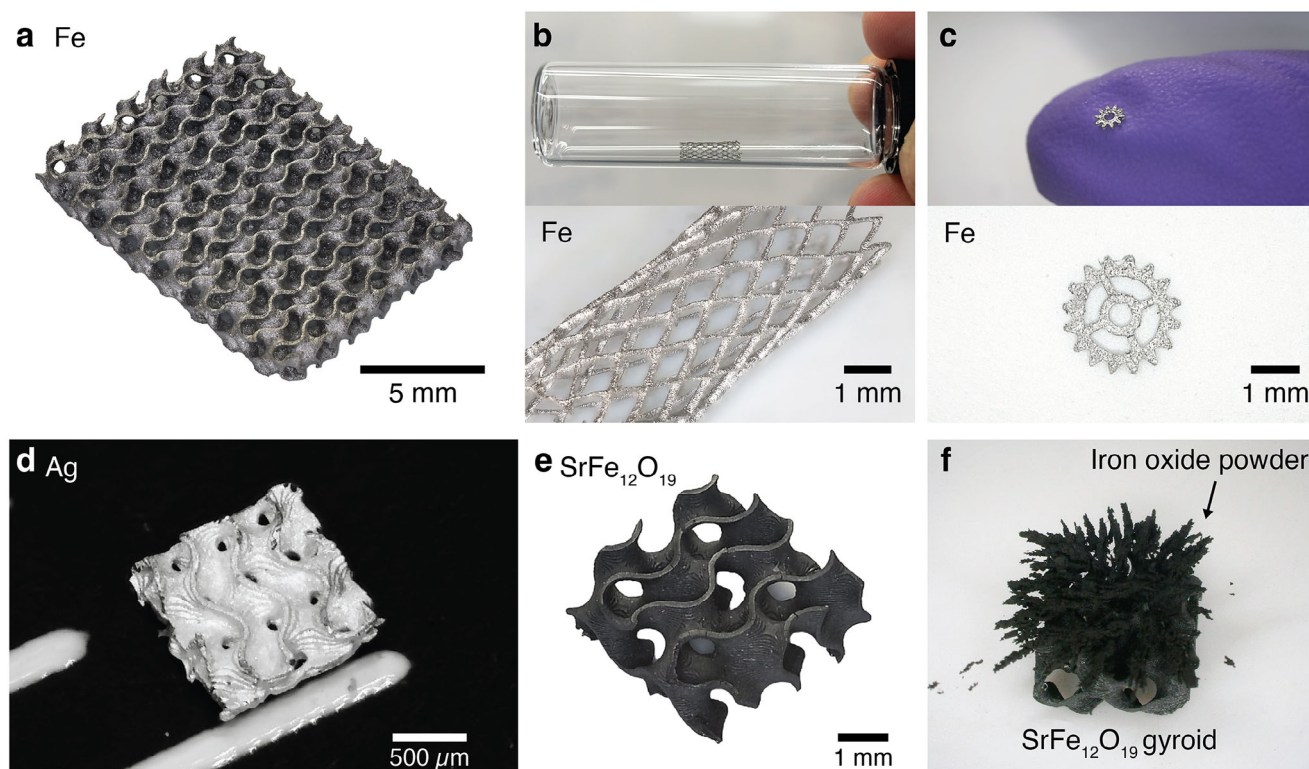 a Fe
5 mm
b
Fe
1 mm
c
Fe
1 mm
d Ag
500 µm
e SrFe₁₂O₁₉
1 mm
f
Iron oxide powder
SrFe₁₂O₁₉ gyroid